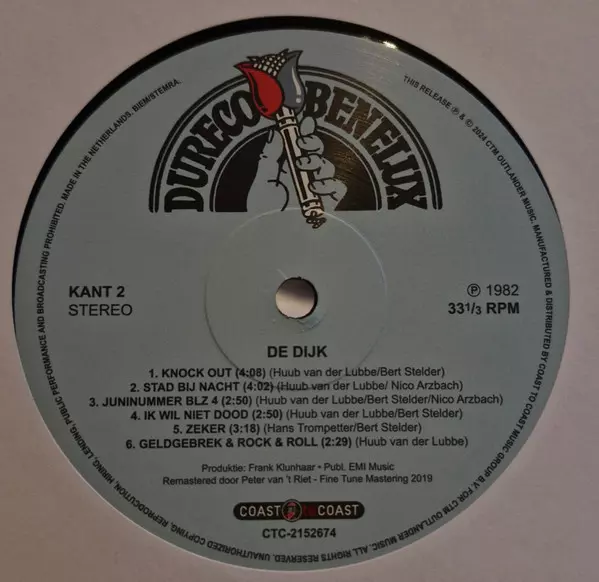 DURECO BENELUX
KANT 2
STEREO
℗ 1982
33 1/3 RPM
DE DIJK
1. KNOCK OUT (4:08) (Huub van der Lubbe/Bert Stelder)
2. STAD BIJ NACHT (4:02) (Huub van der Lubbe/ Nico Arzbach)
3. JUNINUMMER BLZ 4 (2:50) (Huub van der Lubbe/Bert Stelder/Nico Arzbach)
4. IK WIL NIET DOOD (2:50) (Huub van der Lubbe/Bert Stelder)
5. ZEKER (3:18) (Hans Trompetter/Bert Stelder)
6. GELDGEBREK & ROCK & ROLL (2:29) (Huub van der Lubbe)
Produktie: Frank Klunhaar • Publ. EMI Music
Remastered door Peter van 't Riet - Fine Tune Mastering 2019
COAST TO COAST
CTC-2152674
THIS RELEASE ℗ & © 2024 CTM OUTLANDER MUSIC. MANUFACTURED & DISTRIBUTED BY COAST TO COAST MUSIC GROUP B.V. FOR CTM OUTLANDER MUSIC. ALL RIGHTS RESERVED. UNAUTHORIZED COPYING, REPRODUCTION, HIRING, LENDING, PUBLIC PERFORMANCE AND BROADCASTING PROHIBITED. MADE IN THE NETHERLANDS. BIEM/STEMRA.